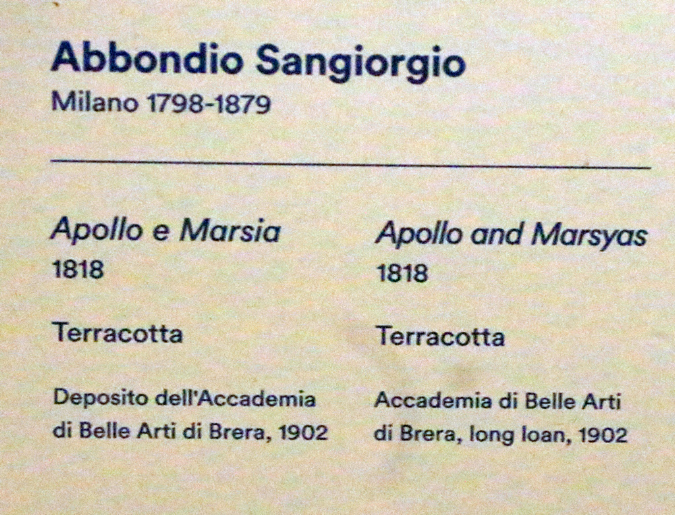 Abbondio Sangiorgio
Milano 1798-1879
Apollo e Marsia
1818
Terracotta
Deposito dell'Accademia
di Belle Arti di Brera, 1902
Apollo and Marsyas
1818
Terracotta
Accademia di Belle Arti
di Brera, long loan, 1902